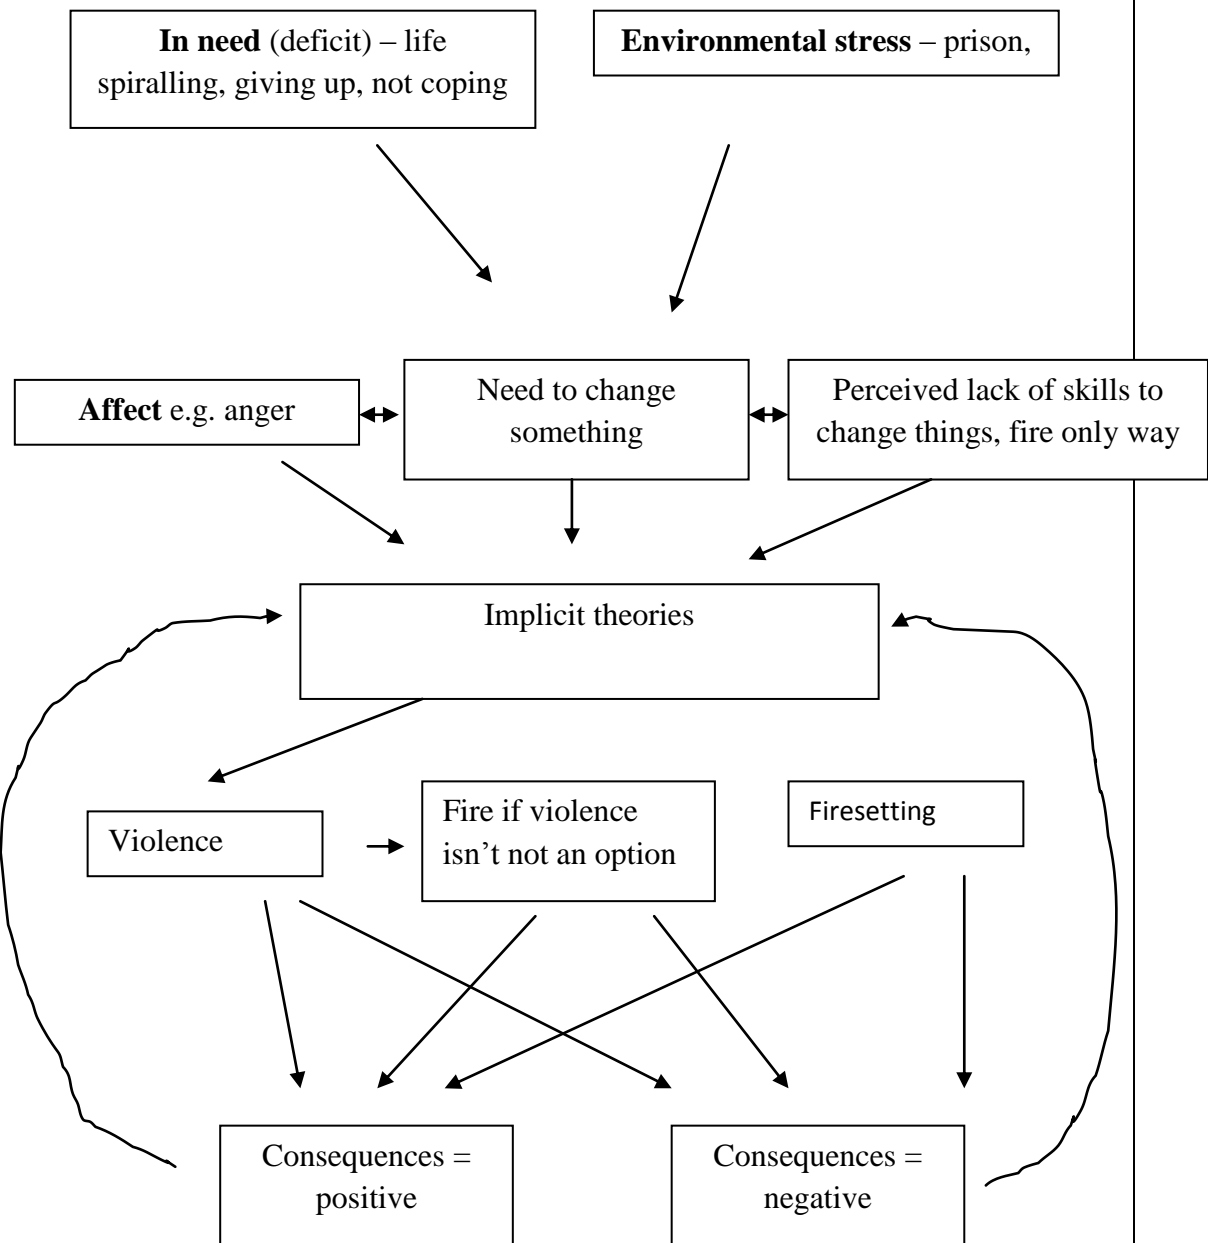 In need (deficit) – life
spiralling, giving up, not coping
Environmental stress – prison,
Affect e.g. anger
Need to change
something
Perceived lack of skills to
change things, fire only way
Implicit theories
Violence
Fire if violence
isn’t not an option
Firesetting
Consequences =
positive
Consequences =
negative